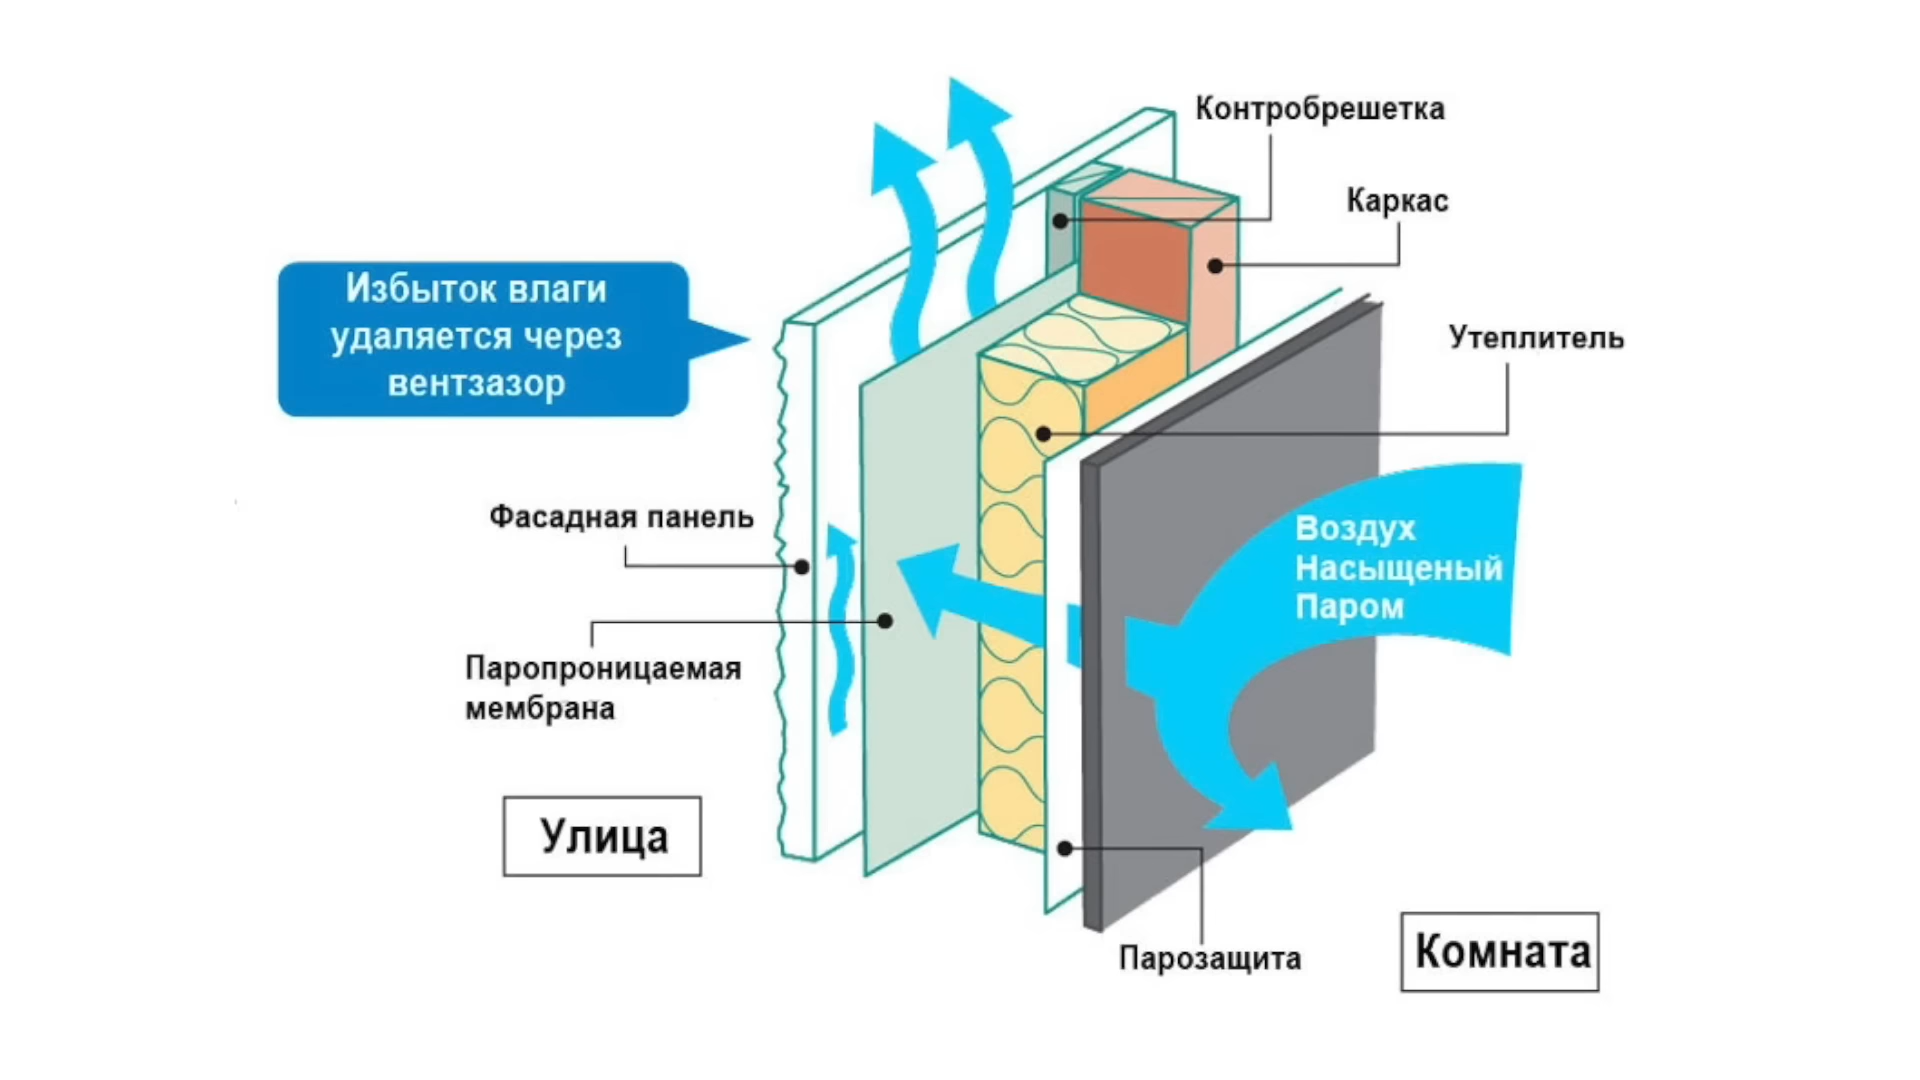 Контробрешетка
Каркас
Избыток влаги
удаляется через
вентзазор
Утеплитель
Фасадная панель
Воздух
Насыщеный
Паром
Паропроницаемая
мембрана
Улица
Парозащита
Комната